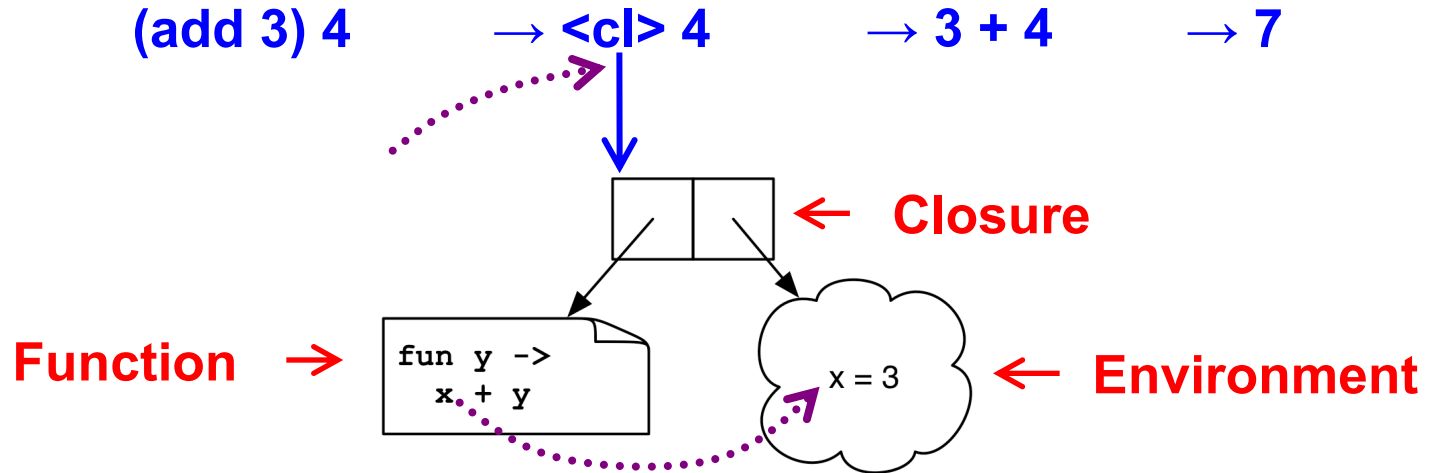 (add 3) 4 → <cl> 4 → 3 + 4 → 7
Closure
Function
fun y ->
x + y
x = 3
Environment